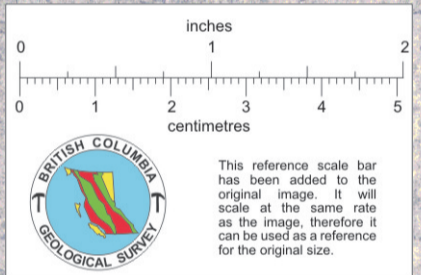 inches
0 1 2
0 1 2 3 4 5
centimetres
BRITISH COLUMBIA
GEOLOGICAL SURVEY
This reference scale bar
has been added to the
original image. It will
scale at the same rate
as the image, therefore it
can be used as a reference
for the original size.